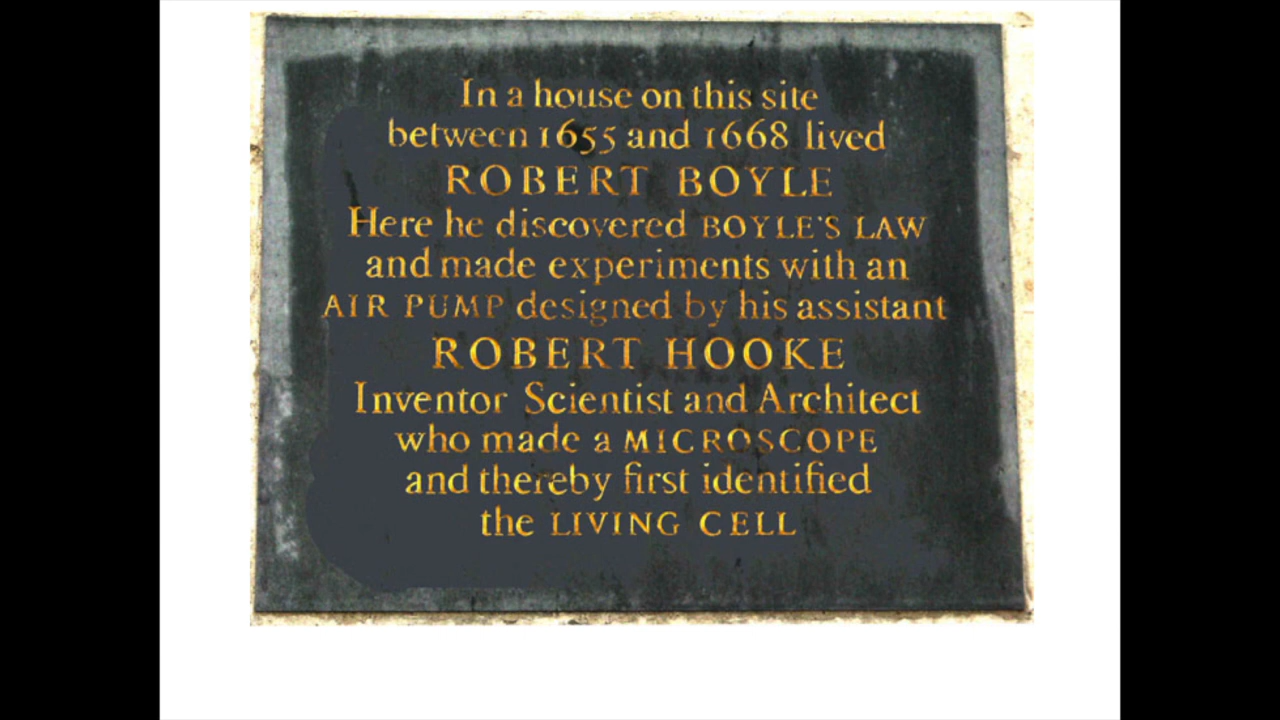 In a house on this site
between 1655 and 1668 lived
ROBERT BOYLE
Here he discovered BOYLE'S LAW
and made experiments with an
AIR PUMP designed by his assistant
ROBERT HOOKE
Inventor Scientist and Architect
who made a MICROSCOPE
and thereby first identified
the LIVING CELL